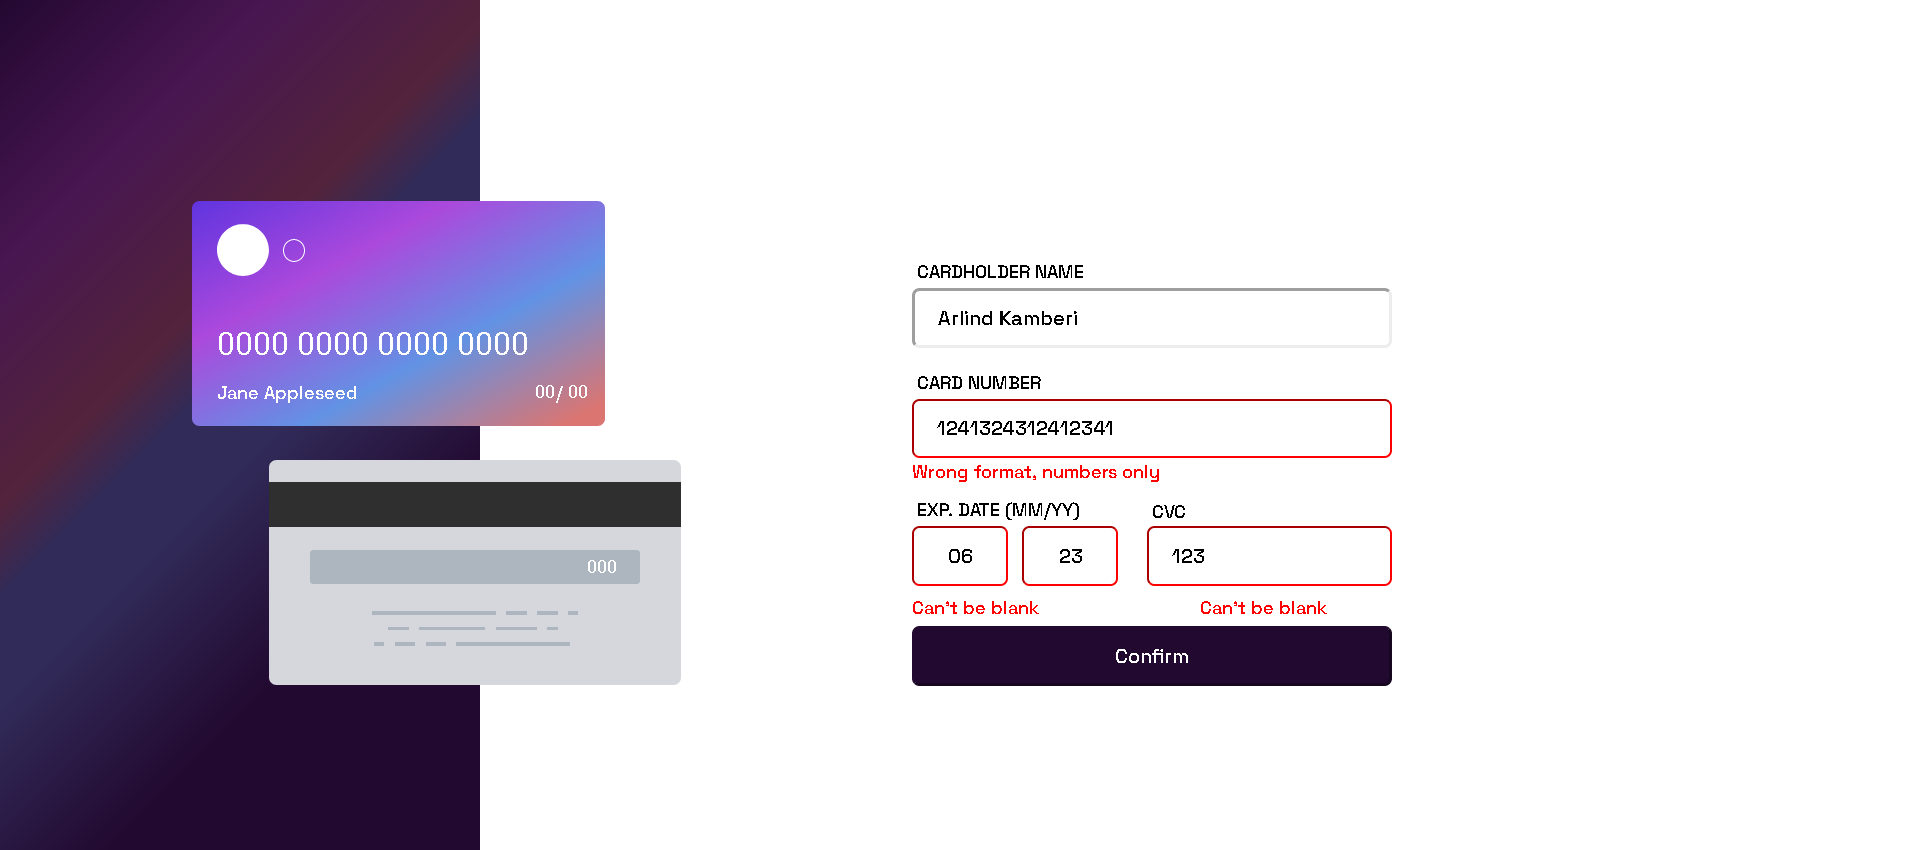 0000 0000 0000 0000
Jane Appleseed 00/ 00
000
CARDHOLDER NAME
Arlind Kamberi
CARD NUMBER
1241324312412341
Wrong format, numbers only
EXP. DATE (MM/YY) CVC
06 23 123
Can't be blank Can't be blank
Confirm